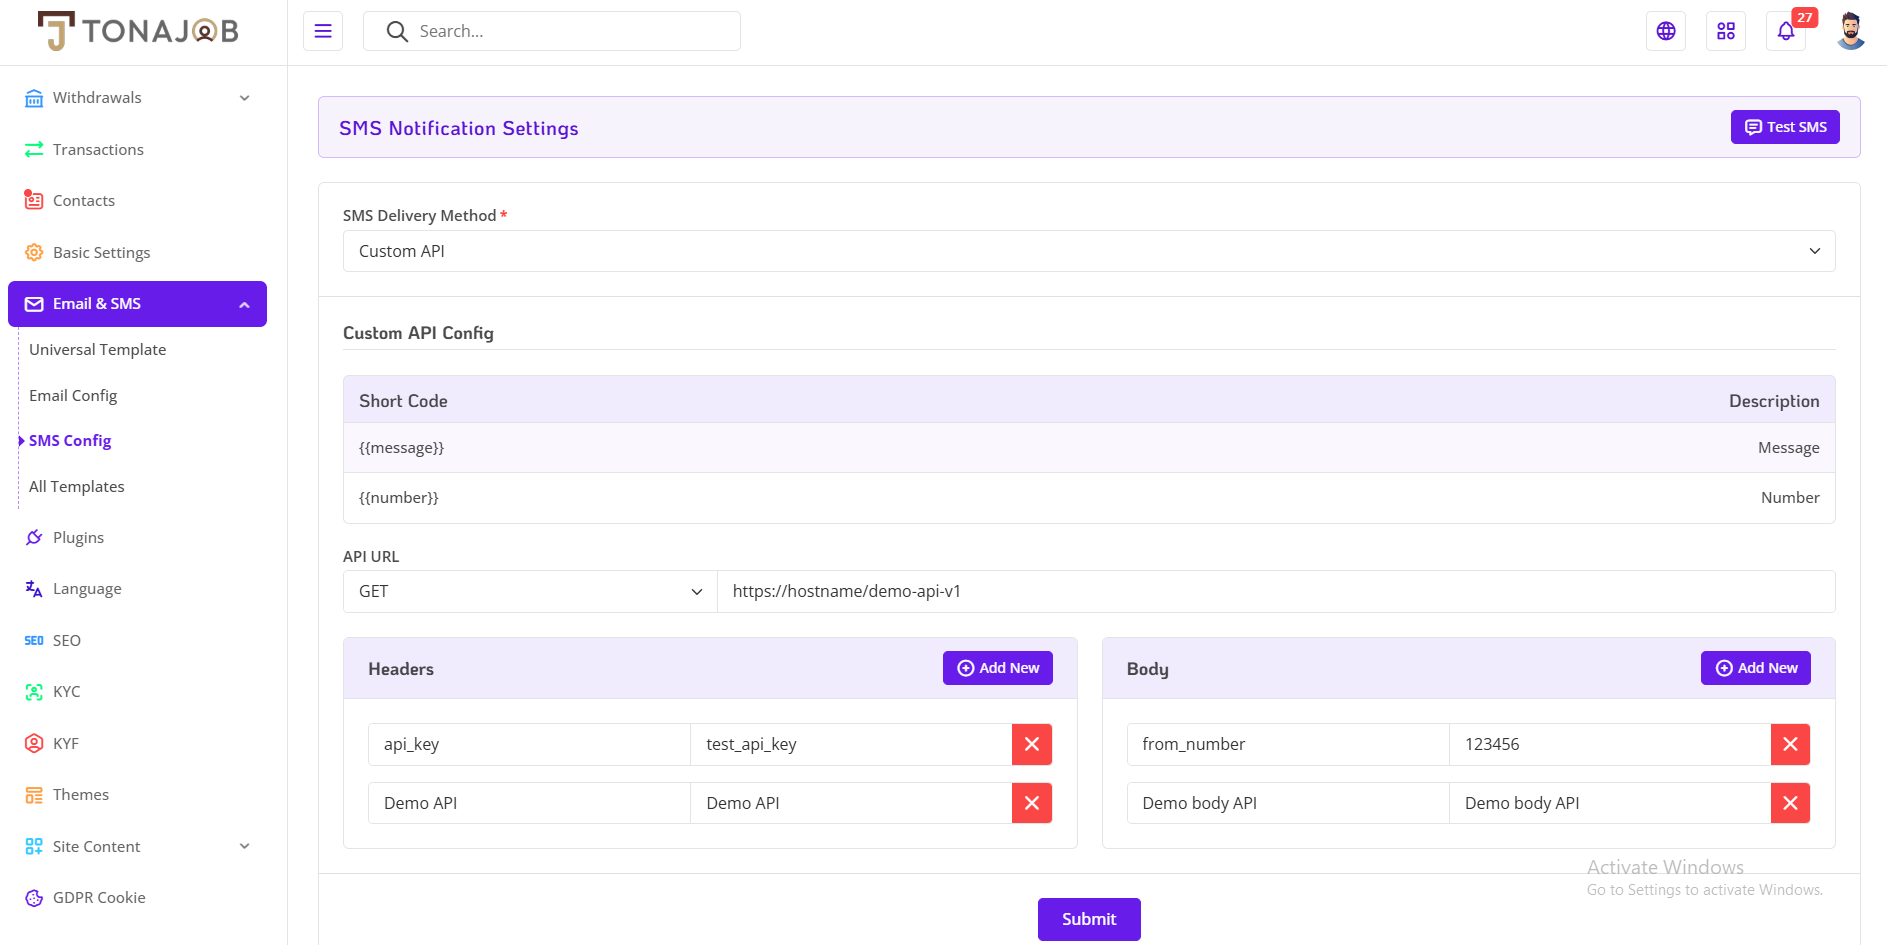 TONAJOB
Search...
27
Withdrawals
Transactions
Contacts
Basic Settings
Email & SMS
Universal Template
Email Config
SMS Config
All Templates
Plugins
Language
SEO SEO
KYC
KYF
Themes
Site Content
GDPR Cookie
SMS Notification Settings
Test SMS
SMS Delivery Method *
Custom API
Custom API Config
Short Code Description
{{message}} Message
{{number}} Number
API URL
GET https://hostname/demo-api-v1
Headers Add New
api_key test_api_key
Demo API Demo API
Body Add New
from_number 123456
Demo body API Demo body API
Submit
Activate Windows
Go to Settings to activate Windows.